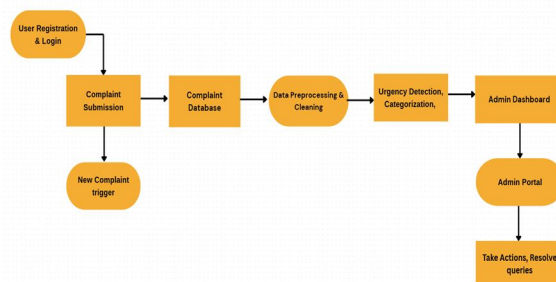 User Registration
& Login
Complaint
Submission
Complaint
Database
Data Preprocessing &
Cleaning
Urgency Detection,
Categorization,
Admin Dashboard
New Complaint
trigger
Admin Portal
Take Actions, Resolve
queries